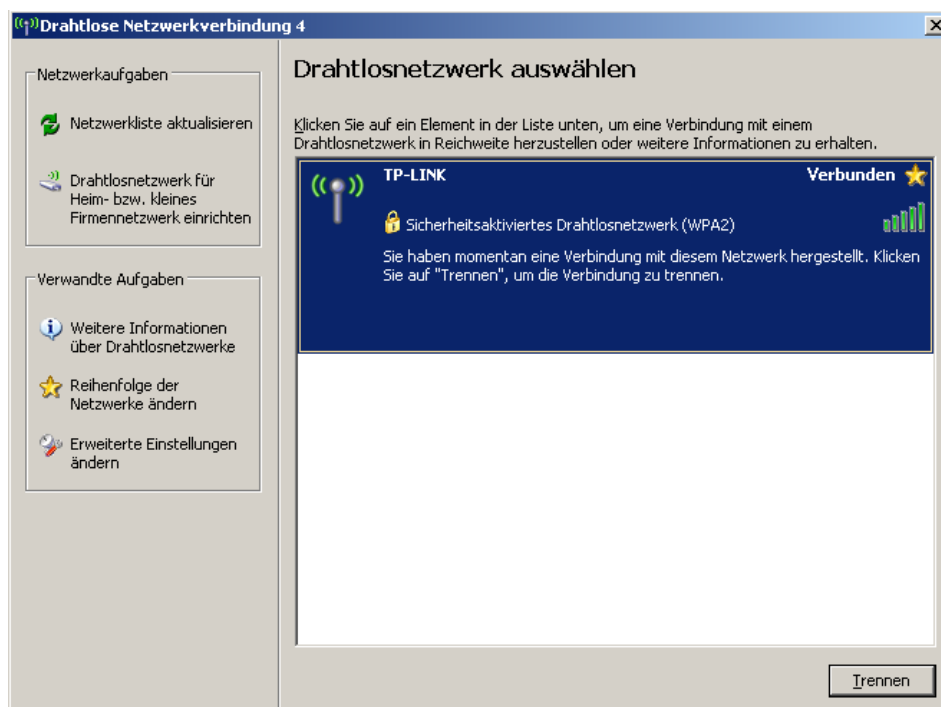 Drahtlose Netzwerkverbindung 4
Netzwerkaufgaben
Netzwerkliste aktualisieren
Drahtlosnetzwerk für
Heim- bzw. kleines
Firmennetzwerk einrichten
Verwandte Aufgaben
Weitere Informationen
über Drahtlosnetzwerke
Reihenfolge der
Netzwerke ändern
Erweiterte Einstellungen
ändern
Drahtlosnetzwerk auswählen
Klicken Sie auf ein Element in der Liste unten, um eine Verbindung mit einem
Drahtlosnetzwerk in Reichweite herzustellen oder weitere Informationen zu erhalten.
TP-LINK
Verbunden
Sicherheitsaktiviertes Drahtlosnetzwerk (WPA2)
Sie haben momentan eine Verbindung mit diesem Netzwerk hergestellt. Klicken
Sie auf "Trennen", um die Verbindung zu trennen.
Trennen